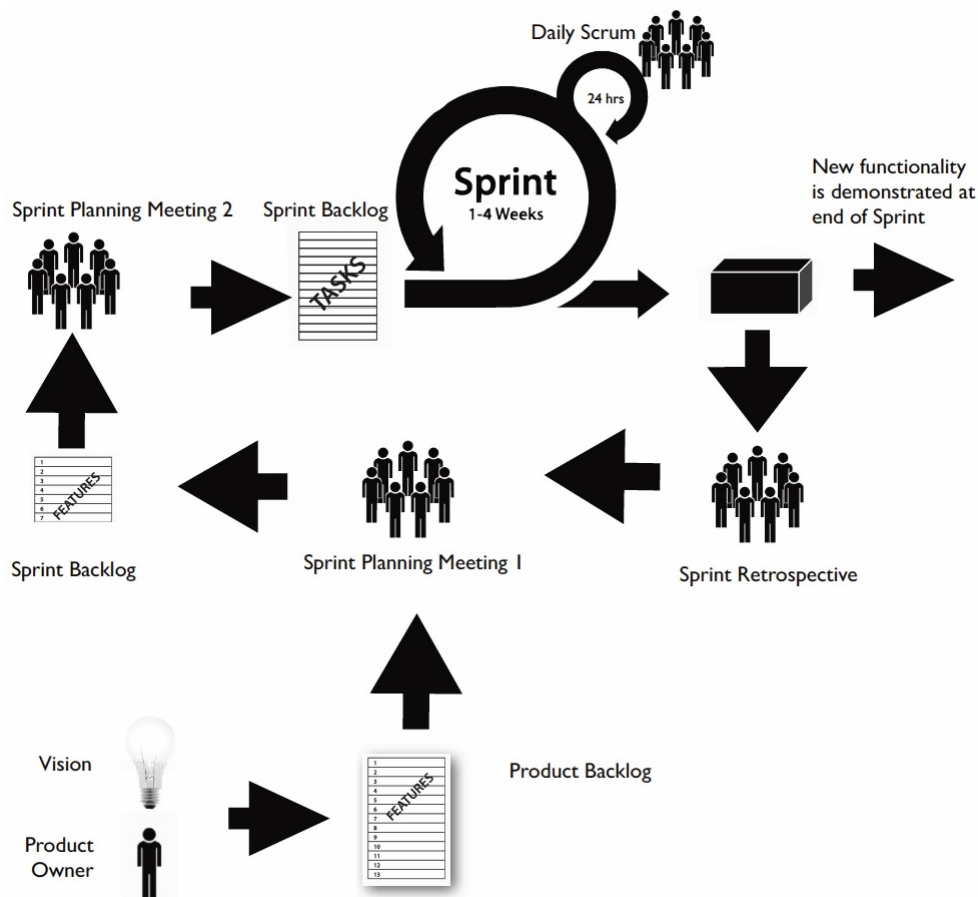 Daily Scrum
24 hrs
Sprint
1-4 Weeks
New functionality
is demonstrated at
end of Sprint
Sprint Planning Meeting 2
Sprint Backlog
TASKS
1
2
3
4
5
6
7
FEATURES
Sprint Backlog
Sprint Planning Meeting 1
Sprint Retrospective
Vision
Product
Owner
1
2
3
4
5
6
7
8
9
10
11
12
13
FEATURES
Product Backlog